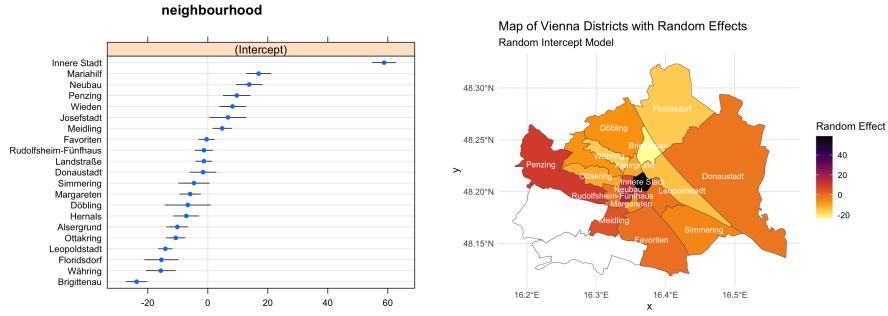 neighbourhood
(Intercept)
Innere Stadt
Mariahilf
Neubau
Penzing
Wieden
Josefstadt
Meidling
Favoriten
Rudolfsheim-Fünfhaus
Landstraße
Donaustadt
Simmering
Margareten
Döbling
Hernals
Alsergrund
Ottakring
Leopoldstadt
Floridsdorf
Währing
Brigittenau
-20 0 20 40 60
Map of Vienna Districts with Random Effects
Random Intercept Model
y
48.30°N
48.25°N
48.20°N
48.15°N
Floridsdorf
Döbling
Brigittenau
Währing
Alsergrund
Penzing
Donaustadt
Ottakring
Innere Stadt
Neubau
Leopoldstadt
Rudolfsheim-Fünfhaus
Margareten
Meidling
Simmering
Favoriten
16.2°E 16.3°E 16.4°E 16.5°E
x
Random Effect
40
20
0
-20